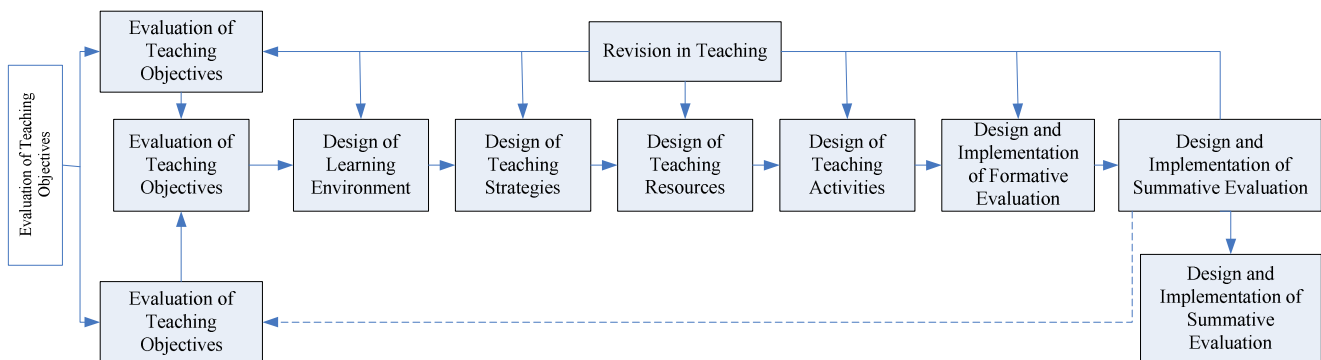 Evaluation of Teaching
Objectives
Evaluation of
Teaching
Objectives
Revision in Teaching
Evaluation of
Teaching
Objectives
Design of
Learning
Environment
Design of
Teaching
Strategies
Design of
Teaching
Resources
Design of
Teaching
Activities
Design and
Implementation
of Formative
Evaluation
Design and
Implementation of
Summative Evaluation
Evaluation of
Teaching
Objectives
Design and
Implementation of
Summative
Evaluation